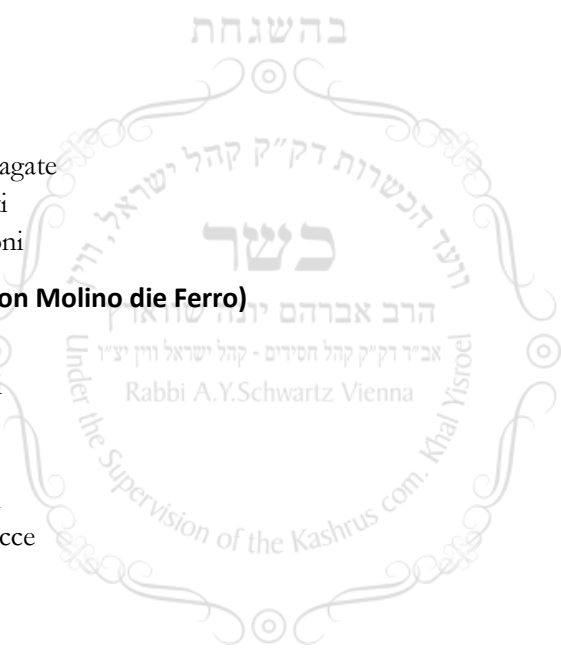 בהשגחת
agate
i
oni
ועד הכשרות דק״ק קהל ישראל, ווין
כשר
on Molino die Ferro)
הרב אברהם יונה שווארץ
אב״ד דק״ק קהל חסידים - קהל ישראל ווין יצ״ו
Rabbi A.Y.Schwartz Vienna
Under the Supervision of the Kashrus com. Khal Yisroel
cce